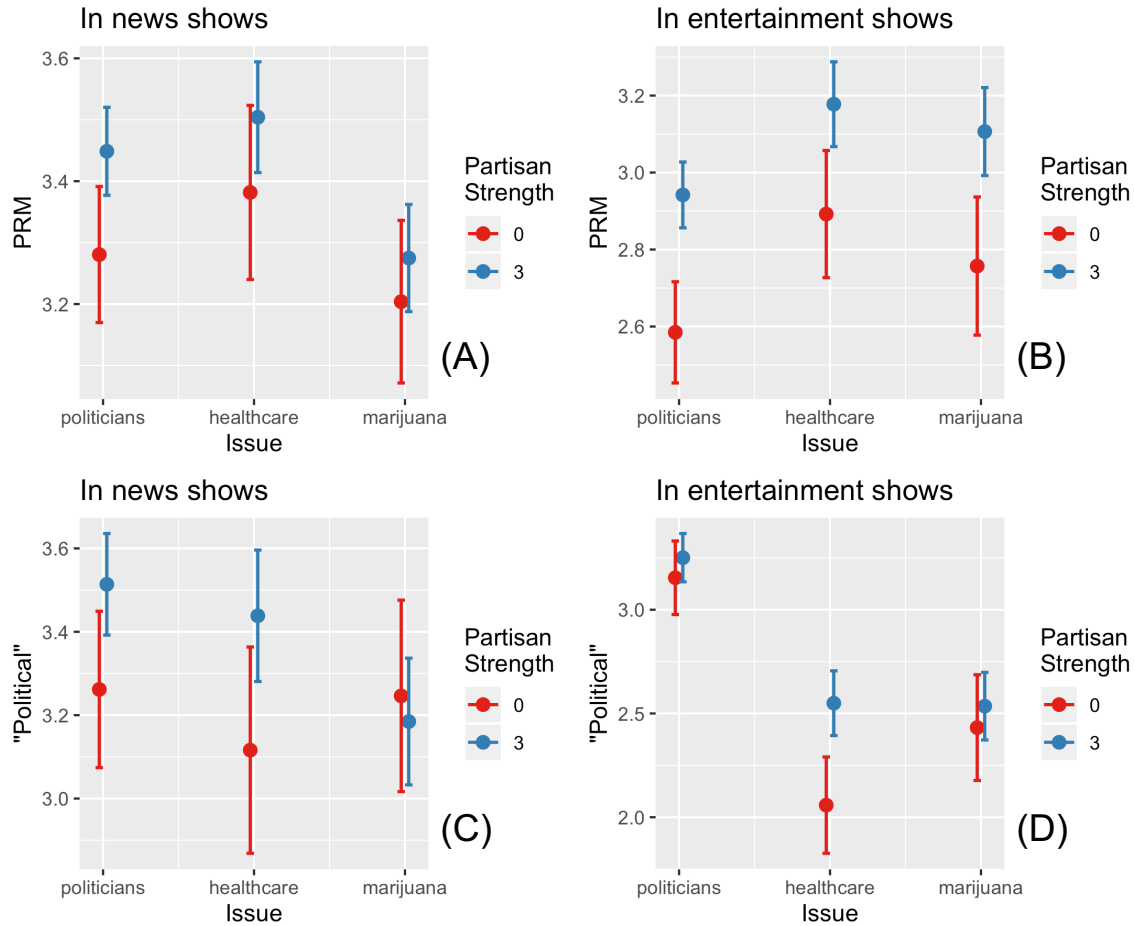 In news shows
3.6
3.4
3.2
PRM
politicians healthcare marijuana
Issue
Partisan
Strength
0
3
(A)
In entertainment shows
3.2
3.0
2.8
2.6
PRM
politicians healthcare marijuana
Issue
Partisan
Strength
0
3
(B)
In news shows
3.6
3.4
3.2
3.0
"Political"
politicians healthcare marijuana
Issue
Partisan
Strength
0
3
(C)
In entertainment shows
3.0
2.5
2.0
"Political"
politicians healthcare marijuana
Issue
Partisan
Strength
0
3
(D)